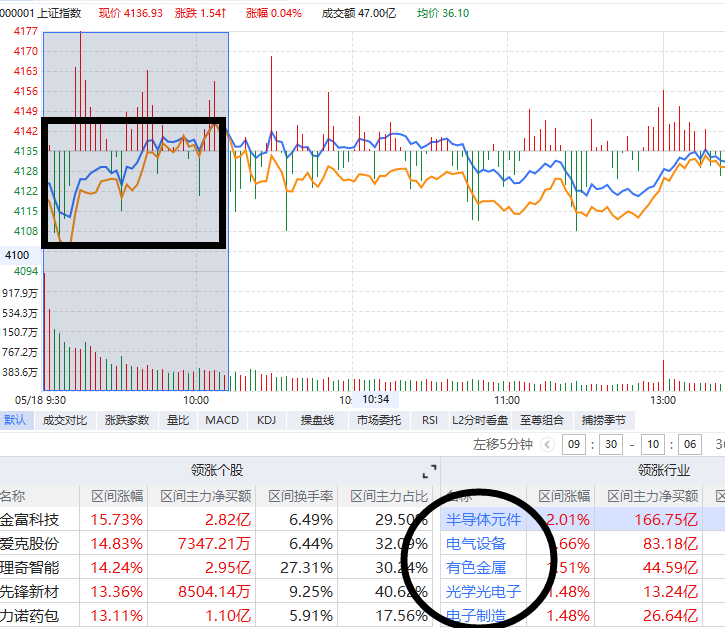 000001 上证指数 现价 4136.93 涨跌 1.54↑ 涨幅 0.04% 成交额 47.00亿 均价 36.10
4177
4170
4163
4156
4149
4142
4135
4128
4122
4115
4108
4100
4094
917.9万
534.3万
150.7万
767.2万
383.6万
05/18 9:30 10:00 10: 10:34 11:00 13:00
默认 成交对比 涨跌家数 量比 MACD KDJ 操盘线 市场委托 RSI L2分时看盘 至尊组合 捕捞季节
左移5分钟 09 : 30 - 10 : 06
领涨个股 领涨行业
名称 区间涨幅 区间主力净买额 区间换手率 区间主力占比 名称 区间涨幅 区间主力净买额 区
金富科技 15.73% 2.82亿 6.49% 29.50% 半导体元件 2.01% 166.75亿
爱克股份 14.83% 7347.21万 6.44% 32.09% 电气设备 .66% 83.18亿
理奇智能 14.24% 2.95亿 27.31% 30.24% 有色金属 .51% 44.59亿
先锋新材 13.36% 8504.14万 9.25% 40.62% 光学光电子 1.48% 13.24亿
力诺药包 13.11% 1.10亿 5.91% 17.56% 电子制造 1.48% 26.64亿